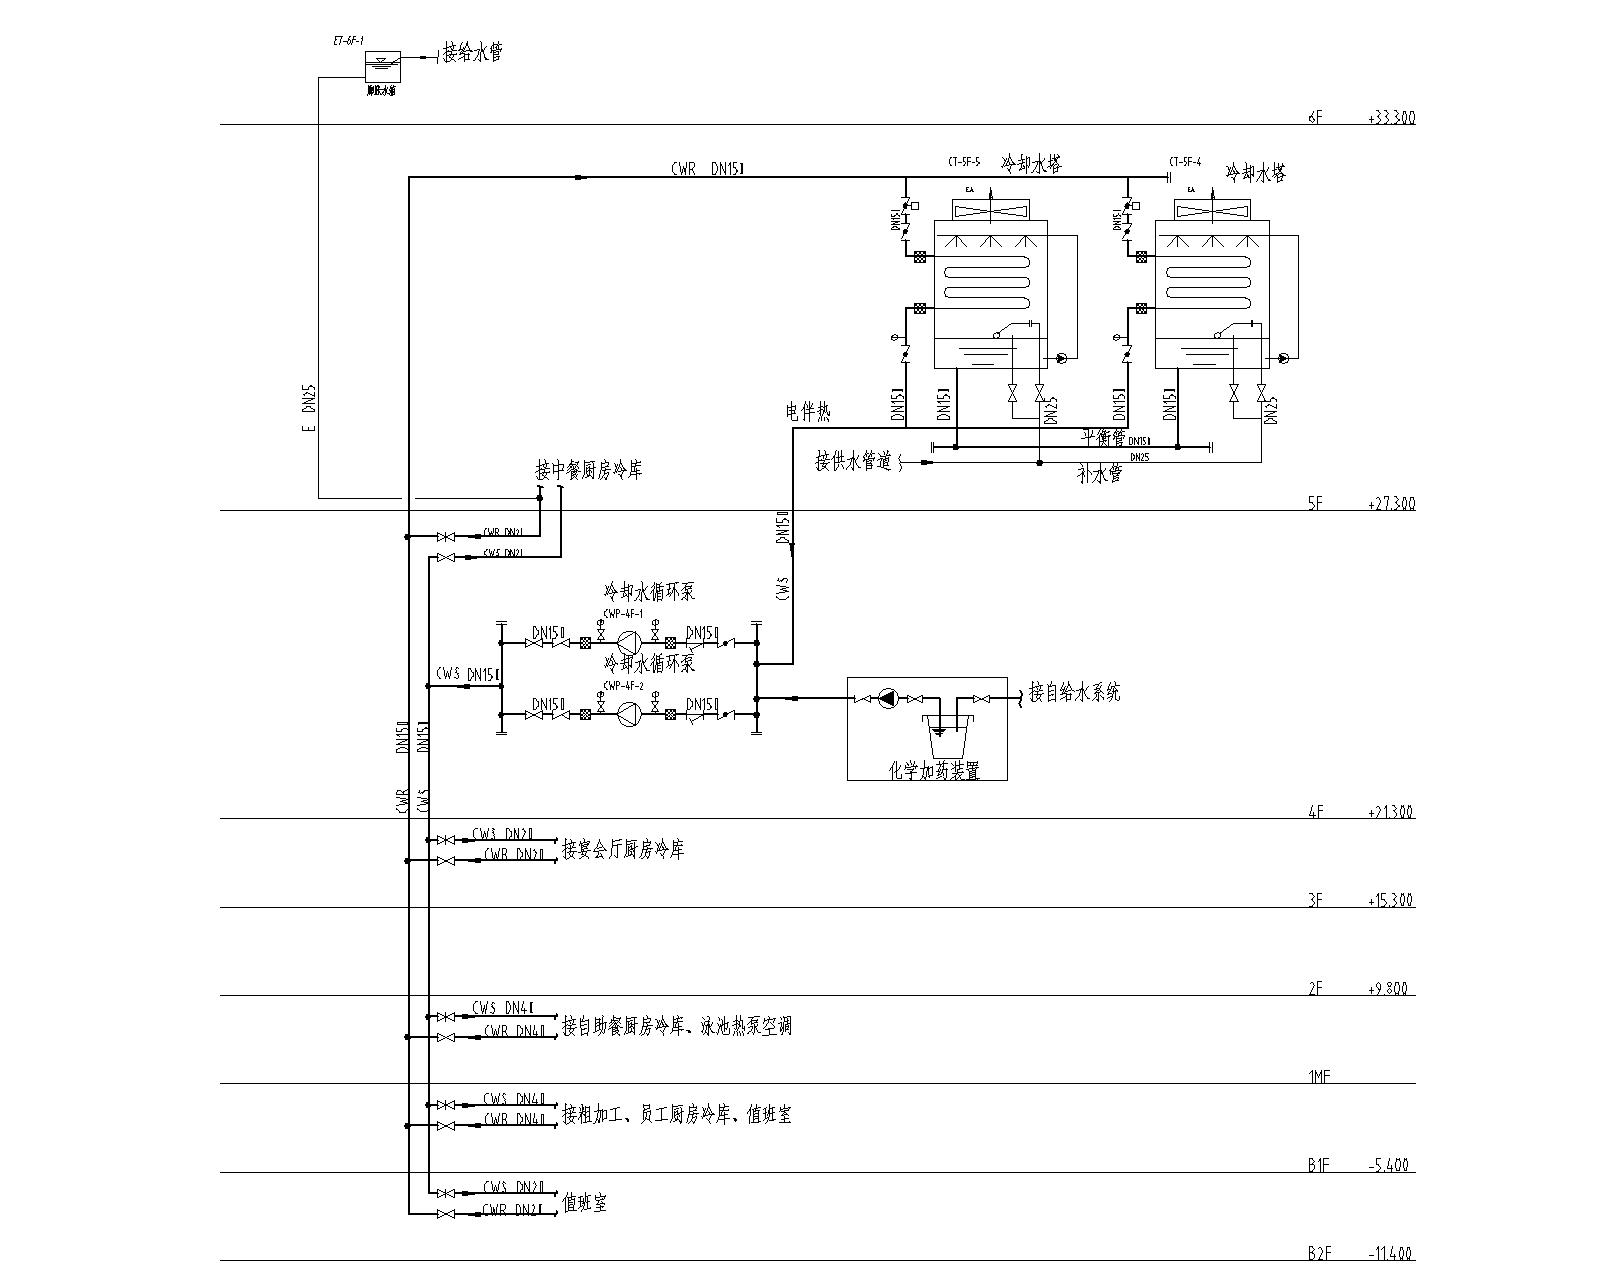 ET-6F-1
接给水管
膨胀水箱
6F +33.300
CWR DN150
CT-5F-5 冷却水塔
CT-5F-4 冷却水塔
EA
EA
DN150
DN150
E DN25
DN150
DN150
DN25
DN150
DN150
DN25
电伴热
平衡管 DN150
接供水管道
DN25
补水管
接中餐厨房冷库
5F +27.300
CWR
CWS
CWS DN150
冷却水循环泵
CWP-4F-1
DN150
DN150
冷却水循环泵
CWP-4F-2
CWS DN150
DN150
DN150
接自给水系统
化学加药装置
CWR DN150
CWS DN150
4F +21.300
CWS DN20
CWR DN20
接宴会厅厨房冷库
3F +15.300
2F +9.800
CWS DN40
CWR DN40
接自助餐厨房冷库、泳池热泵空调
1MF
CWS DN40
CWR DN40
接粗加工、员工厨房冷库、值班室
B1F -5.400
CWS DN20
CWR DN20
值班室
B2F -11.400